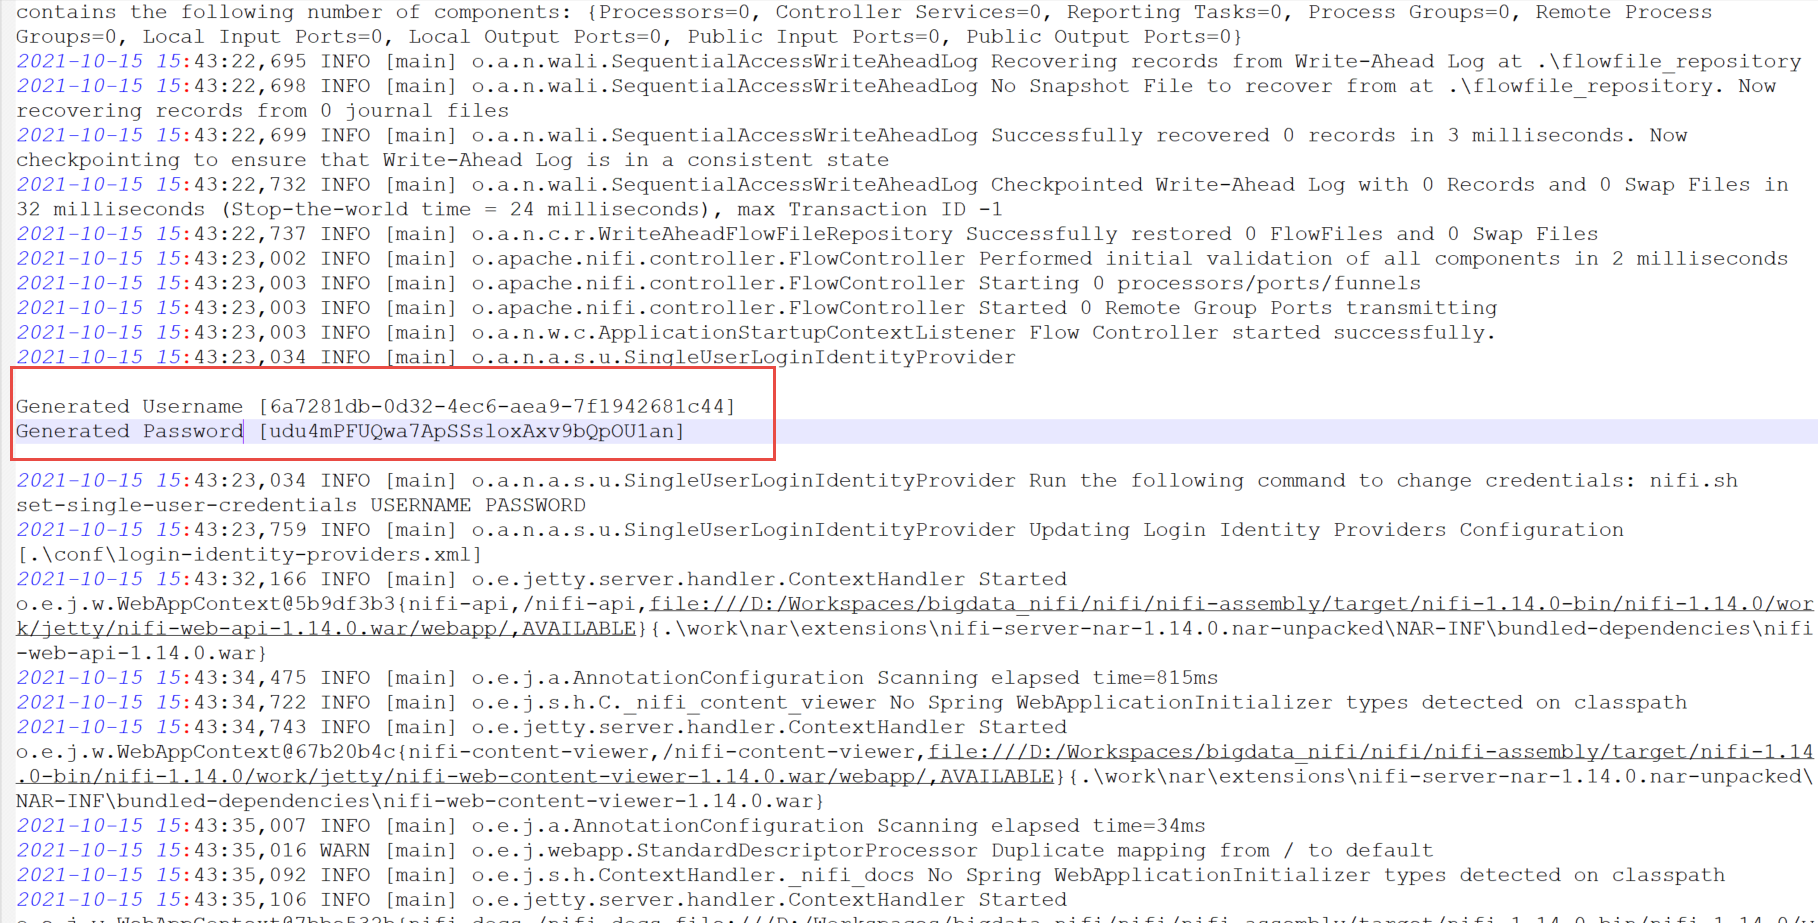 contains the following number of components: {Processors=0, Controller Services=0, Reporting Tasks=0, Process Groups=0, Remote Process
Groups=0, Local Input Ports=0, Local Output Ports=0, Public Input Ports=0, Public Output Ports=0}
2021-10-15 15:43:22,695 INFO [main] o.a.n.wali.SequentialAccessWriteAheadLog Recovering records from Write-Ahead Log at .\flowfile_repository
2021-10-15 15:43:22,698 INFO [main] o.a.n.wali.SequentialAccessWriteAheadLog No Snapshot File to recover from at .\flowfile_repository. Now
recovering records from 0 journal files
2021-10-15 15:43:22,699 INFO [main] o.a.n.wali.SequentialAccessWriteAheadLog Successfully recovered 0 records in 3 milliseconds. Now
checkpointing to ensure that Write-Ahead Log is in a consistent state
2021-10-15 15:43:22,732 INFO [main] o.a.n.wali.SequentialAccessWriteAheadLog Checkpointed Write-Ahead Log with 0 Records and 0 Swap Files in
32 milliseconds (Stop-the-world time = 24 milliseconds), max Transaction ID -1
2021-10-15 15:43:22,737 INFO [main] o.a.n.c.r.WriteAheadFlowFileRepository Successfully restored 0 FlowFiles and 0 Swap Files
2021-10-15 15:43:23,002 INFO [main] o.apache.nifi.controller.FlowController Performed initial validation of all components in 2 milliseconds
2021-10-15 15:43:23,003 INFO [main] o.apache.nifi.controller.FlowController Starting 0 processors/ports/funnels
2021-10-15 15:43:23,003 INFO [main] o.apache.nifi.controller.FlowController Started 0 Remote Group Ports transmitting
2021-10-15 15:43:23,003 INFO [main] o.a.n.w.c.ApplicationStartupContextListener Flow Controller started successfully.
2021-10-15 15:43:23,034 INFO [main] o.a.n.a.s.u.SingleUserLoginIdentityProvider
Generated Username [6a7281db-0d32-4ec6-aea9-7f1942681c44]
Generated Password [udu4mPFUQwa7ApSSsloxAxv9bQpOU1an]
2021-10-15 15:43:23,034 INFO [main] o.a.n.a.s.u.SingleUserLoginIdentityProvider Run the following command to change credentials: nifi.sh
set-single-user-credentials USERNAME PASSWORD
2021-10-15 15:43:23,759 INFO [main] o.a.n.a.s.u.SingleUserLoginIdentityProvider Updating Login Identity Providers Configuration
[.\conf\login-identity-providers.xml]
2021-10-15 15:43:32,166 INFO [main] o.e.jetty.server.handler.ContextHandler Started
o.e.j.w.WebAppContext@5b9df3b3{nifi-api,/nifi-api,file:///D:/Workspaces/bigdata_nifi/nifi/nifi-assembly/target/nifi-1.14.0-bin/nifi-1.14.0/wor
k/jetty/nifi-web-api-1.14.0.war/webapp/,AVAILABLE}{.\work\nar\extensions\nifi-server-nar-1.14.0.nar-unpacked\NAR-INF\bundled-dependencies\nifi
-web-api-1.14.0.war}
2021-10-15 15:43:34,475 INFO [main] o.e.j.a.AnnotationConfiguration Scanning elapsed time=815ms
2021-10-15 15:43:34,722 INFO [main] o.e.j.s.h.C._nifi_content_viewer No Spring WebApplicationInitializer types detected on classpath
2021-10-15 15:43:34,743 INFO [main] o.e.jetty.server.handler.ContextHandler Started
o.e.j.w.WebAppContext@67b20b4c{nifi-content-viewer,/nifi-content-viewer,file:///D:/Workspaces/bigdata_nifi/nifi/nifi-assembly/target/nifi-1.14
.0-bin/nifi-1.14.0/work/jetty/nifi-web-content-viewer-1.14.0.war/webapp/,AVAILABLE}{.\work\nar\extensions\nifi-server-nar-1.14.0.nar-unpacked\
NAR-INF\bundled-dependencies\nifi-web-content-viewer-1.14.0.war}
2021-10-15 15:43:35,007 INFO [main] o.e.j.a.AnnotationConfiguration Scanning elapsed time=34ms
2021-10-15 15:43:35,016 WARN [main] o.e.j.webapp.StandardDescriptorProcessor Duplicate mapping from / to default
2021-10-15 15:43:35,092 INFO [main] o.e.j.s.h.ContextHandler._nifi_docs No Spring WebApplicationInitializer types detected on classpath
2021-10-15 15:43:35,106 INFO [main] o.e.jetty.server.handler.ContextHandler Started